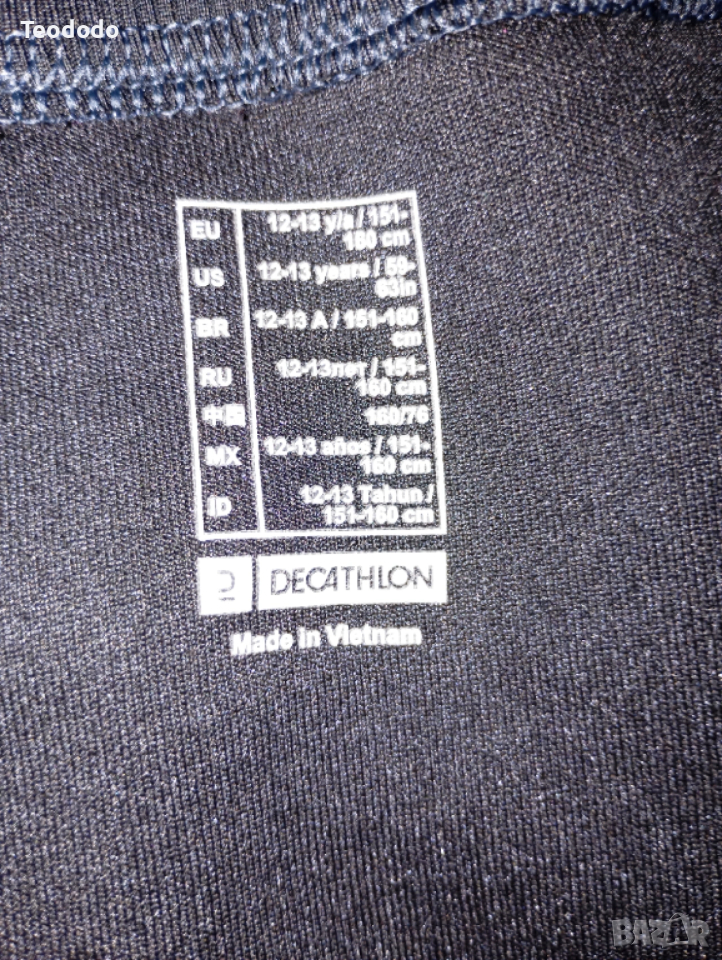 Teododo
EU 12-13 y/a / 151-
160 cm
US 12-13 years / 59-
63in
BR 12-13 A / 151-160
cm
RU 12-13лет / 151-
160 cm
中国 160/76
MX 12-13 años / 151-
160 cm
ID 12-13 Tahun /
151-160 cm
DECATHLON
Made in Vietnam
BAZAR